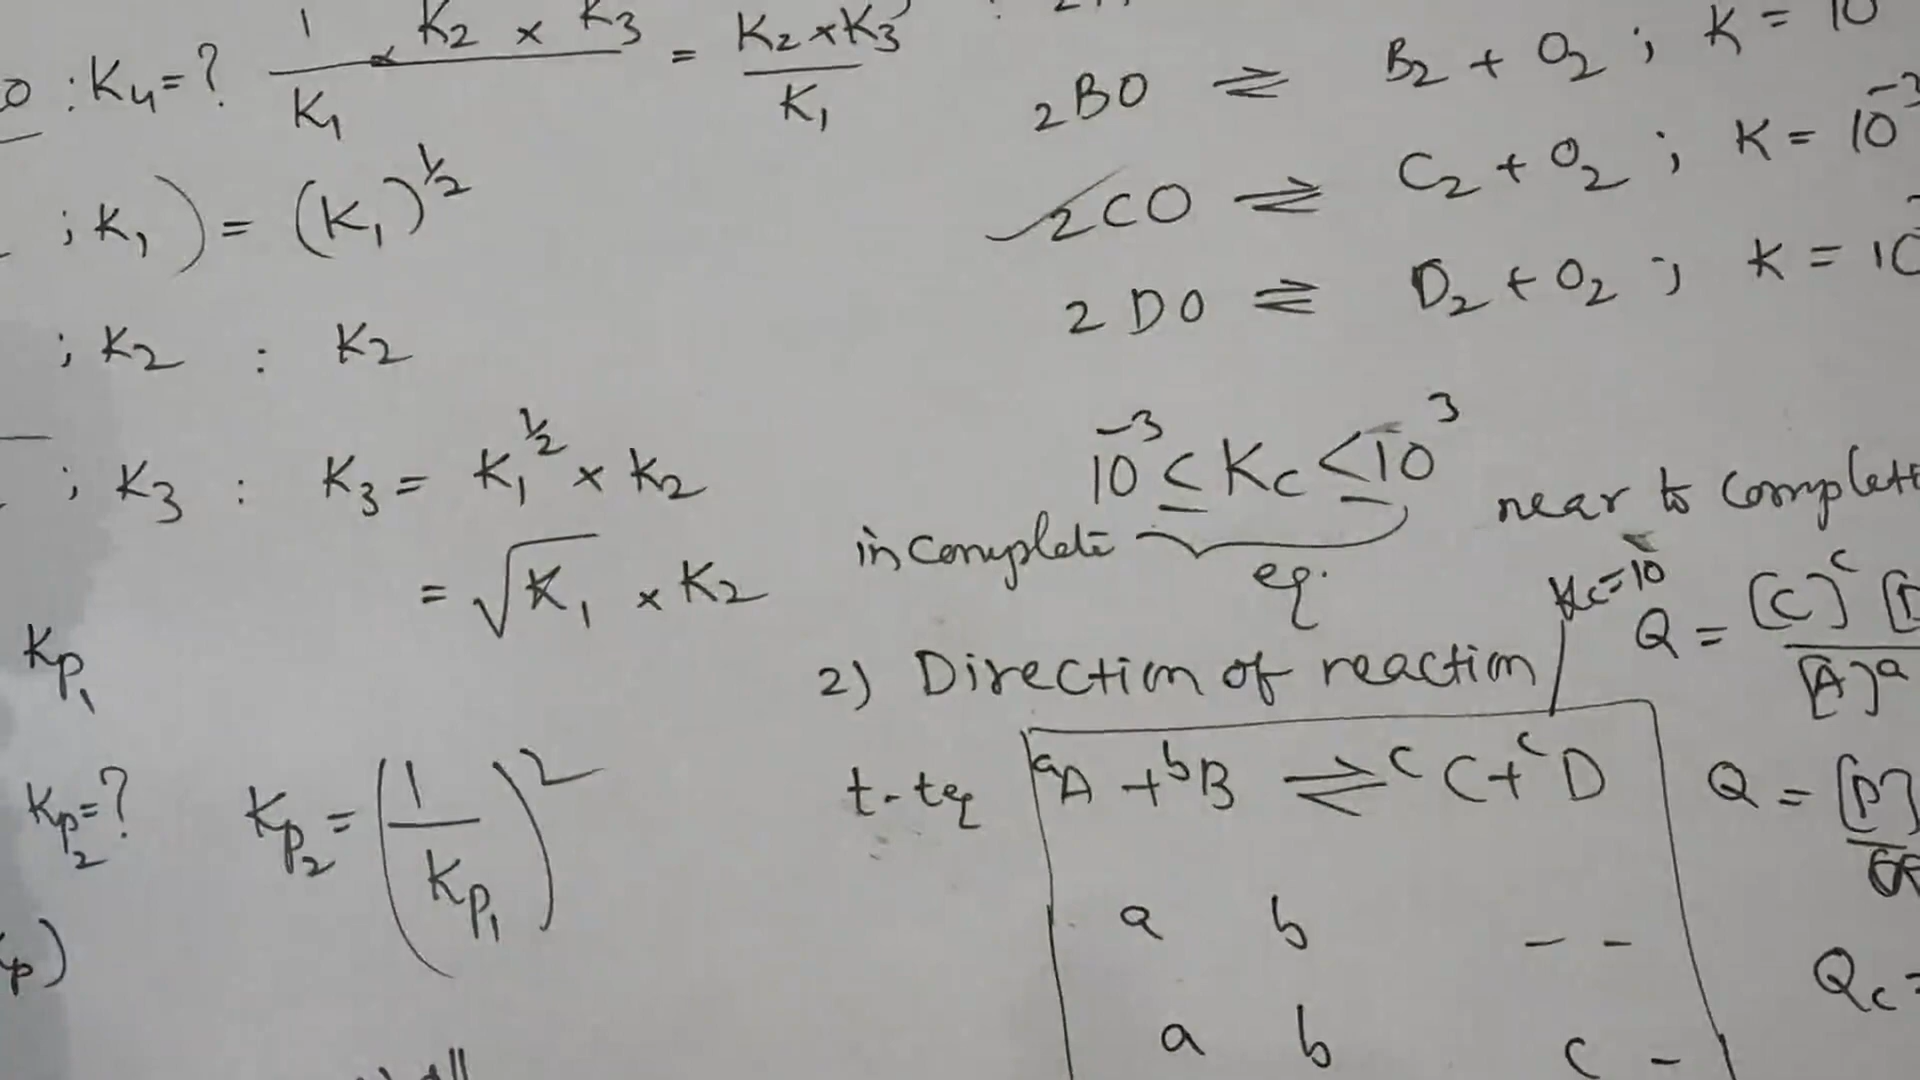 : K₄ = ? 1/K₁ × K₂ × K₃ = K₂ × K₃/K₁
; K₁) = (K₁)^½
; K₂ : K₂
; K₃ : K₃ = K₁^½ × K₂
= √K₁ × K₂
Kp₁
Kp₂ = ? Kp₂ = (1/Kp₁)²
p)
2BO ⇌ B₂ + O₂ ; K = 10
2CO ⇌ C₂ + O₂ ; K = 10⁻³
2DO ⇌ D₂ + O₂ ; K = 10
10⁻³ ≤ Kc ≤ 10³
incomplete eq. near to complete
2) Direction of reaction
Kc = 10
Q = [C]^c [D/[A]^a
t-teq aA + bB ⇌ cC + cD
Q = [P]
a b – –
Qc =
a b c –